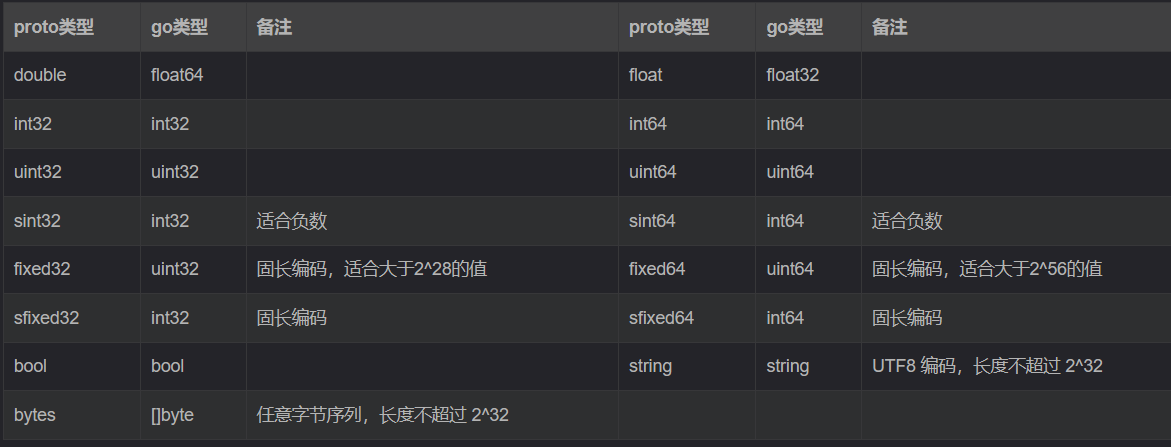 proto类型 go类型 备注 proto类型 go类型 备注
double float64 float float32
int32 int32 int64 int64
uint32 uint32 uint64 uint64
sint32 int32 适合负数 sint64 int64 适合负数
fixed32 uint32 固长编码，适合大于2^28的值 fixed64 uint64 固长编码，适合大于2^56的值
sfixed32 int32 固长编码 sfixed64 int64 固长编码
bool bool string string UTF8 编码，长度不超过 2^32
bytes []byte 任意字节序列，长度不超过 2^32